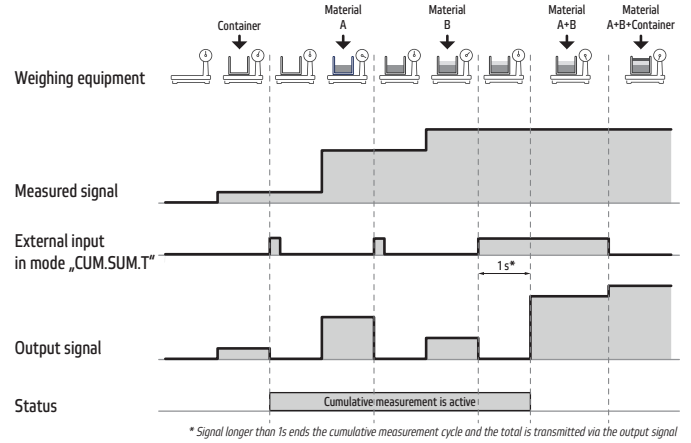 Container
Material
A
Material
B
Material
A+B
Material
A+B+Container
Weighing equipment
Measured signal
External input
in mode „CUM.SUM.T“
1 s*
Output signal
Status
Cumulative measurement is active
* Signal longer than 1s ends the cumulative measurement cycle and the total is transmitted via the output signal